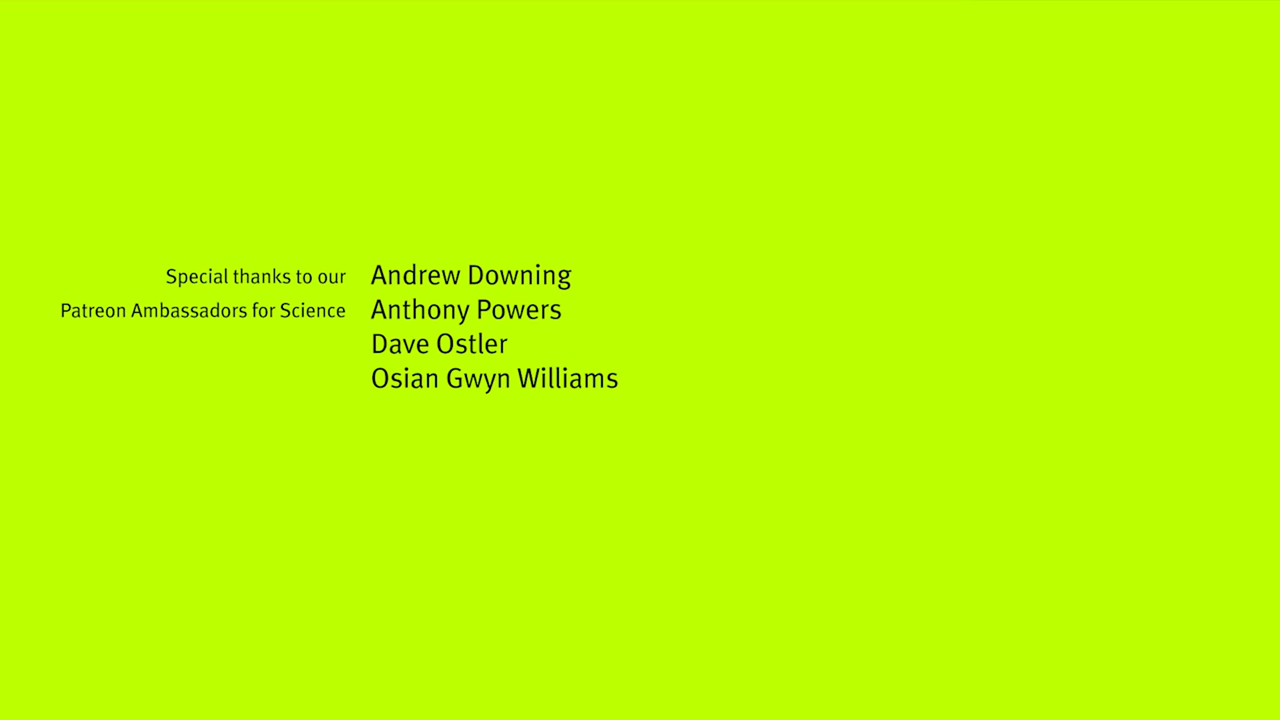 Special thanks to our
Patreon Ambassadors for Science
Andrew Downing
Anthony Powers
Dave Ostler
Osian Gwyn Williams